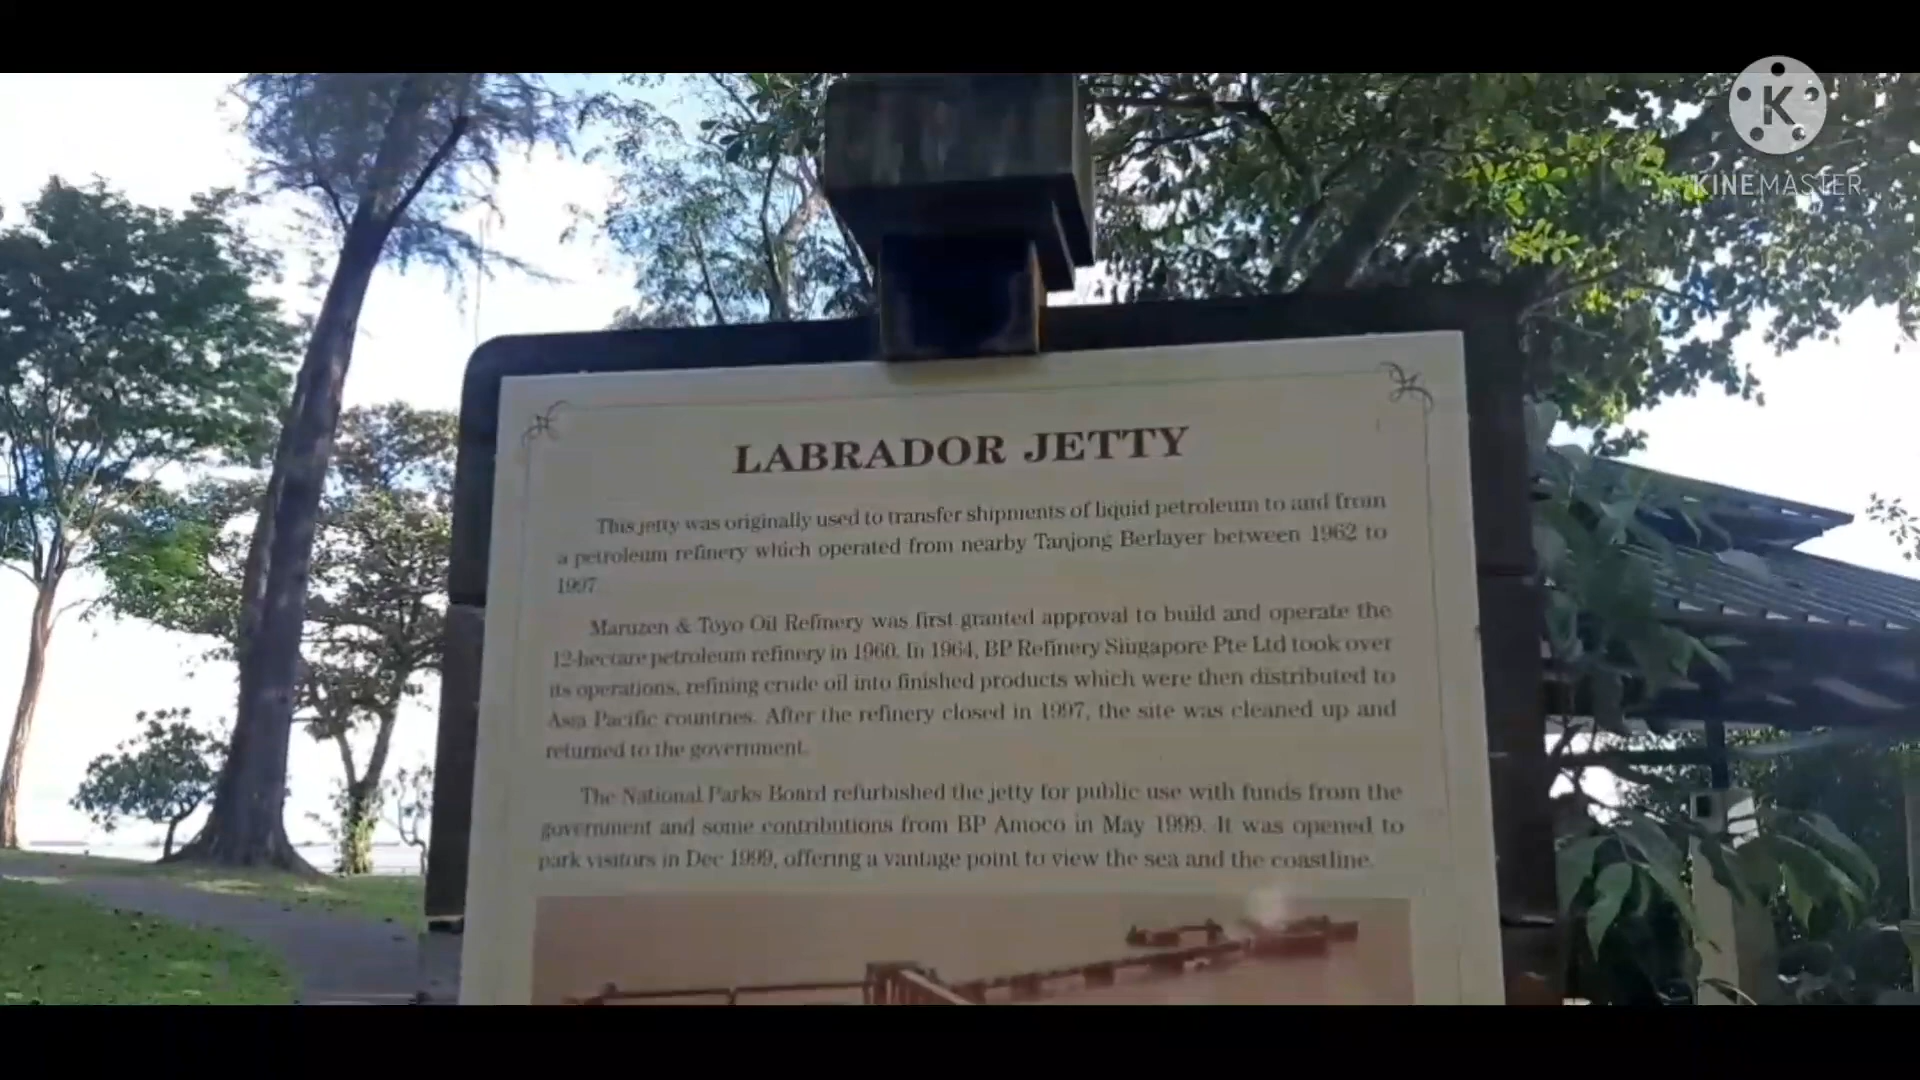 K
KINEMASTER
LABRADOR JETTY
This jetty was originally used to transfer shipments of liquid petroleum to and from
a petroleum refinery which operated from nearby Tanjong Berlayer between 1962 to
1997.
Maruzen & Toyo Oil Refinery was first granted approval to build and operate the
12-hectare petroleum refinery in 1960. In 1964, BP Refinery Singapore Pte Ltd took over
its operations, refining crude oil into finished products which were then distributed to
Asia Pacific countries. After the refinery closed in 1997, the site was cleaned up and
returned to the government.
The National Parks Board refurbished the jetty for public use with funds from the
government and some contributions from BP Amoco in May 1999. It was opened to
park visitors in Dec 1999, offering a vantage point to view the sea and the coastline.